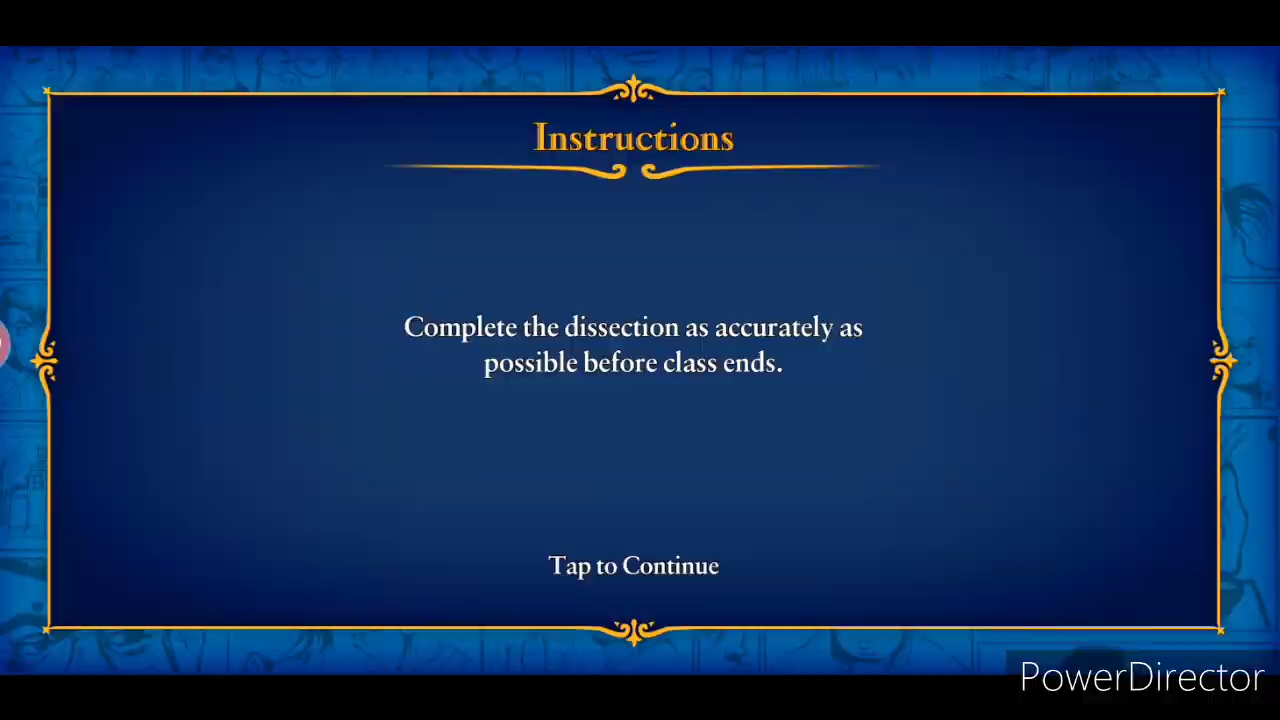 Instructions
Complete the dissection as accurately as
possible before class ends.
Tap to Continue
PowerDirector